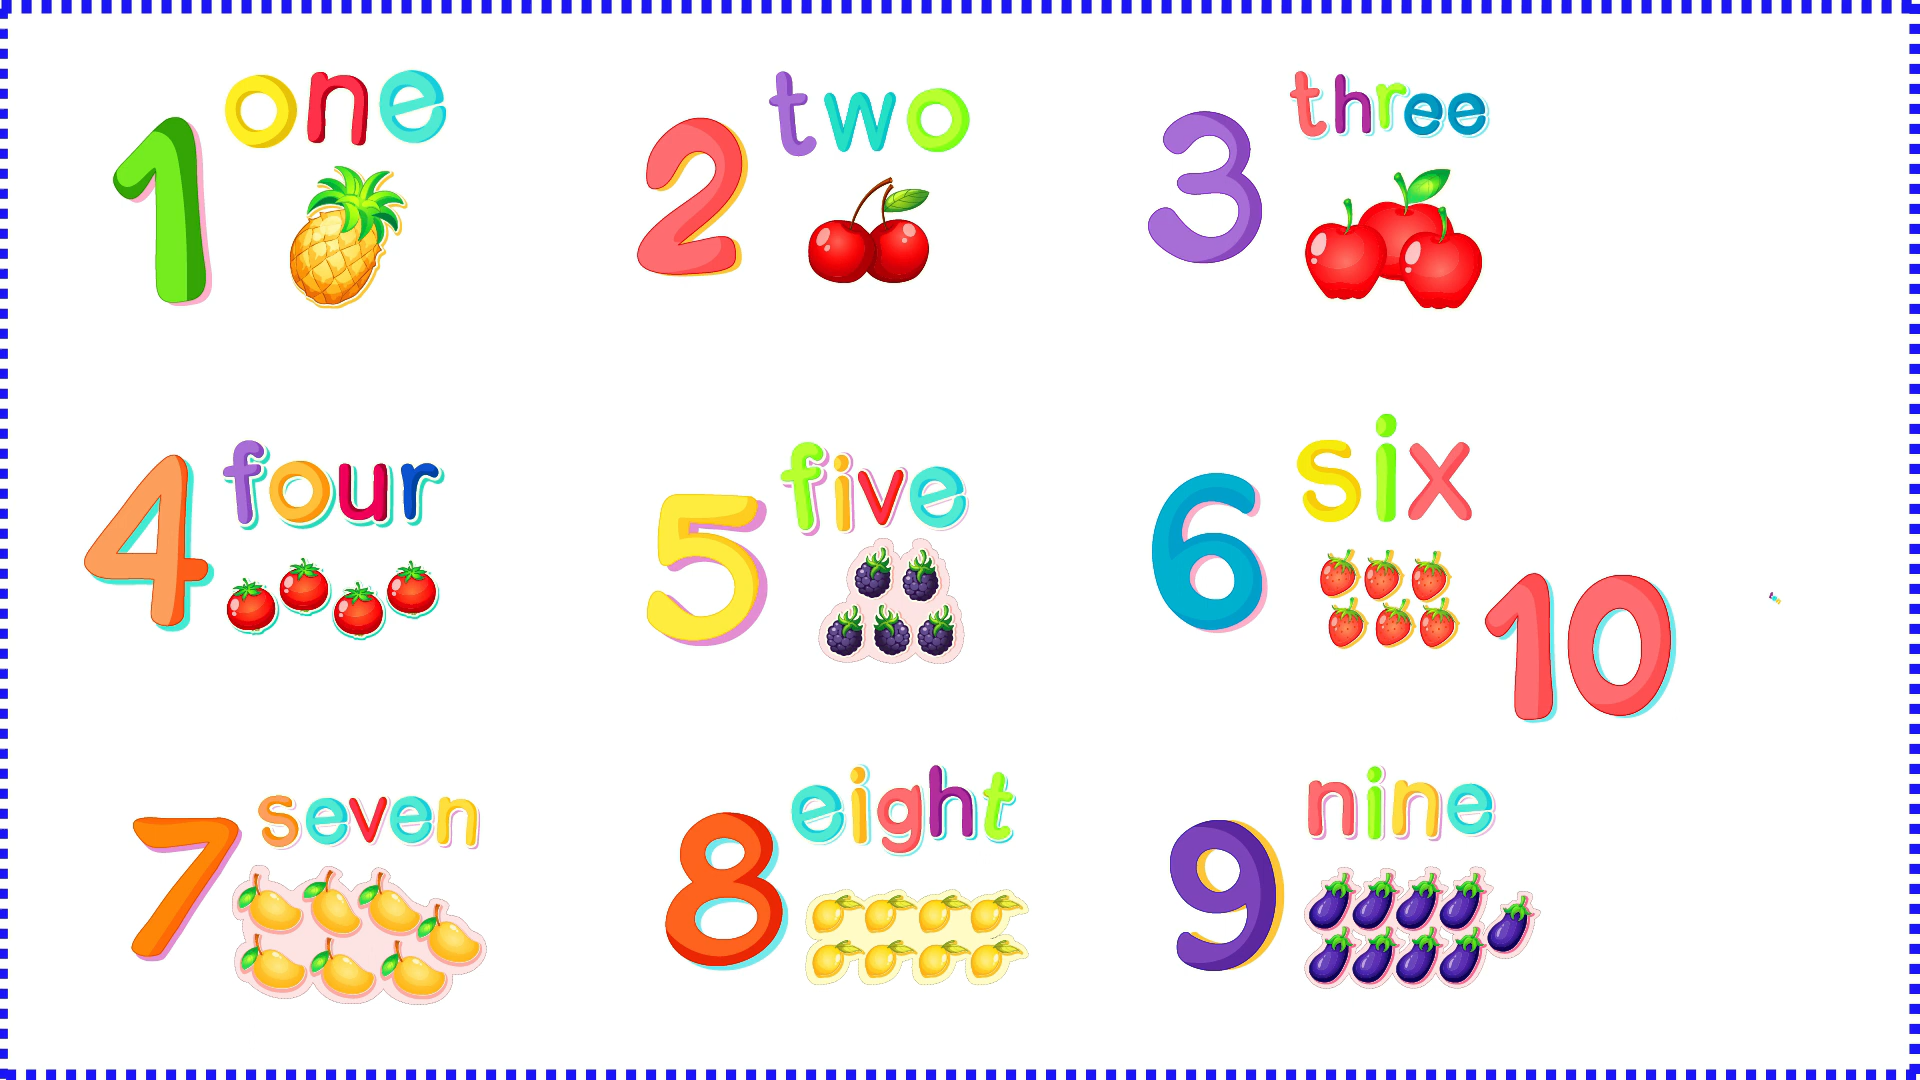 1 one
2 two
3 three
4 four
5 five
6 six
10
7 seven
8 eight
9 nine